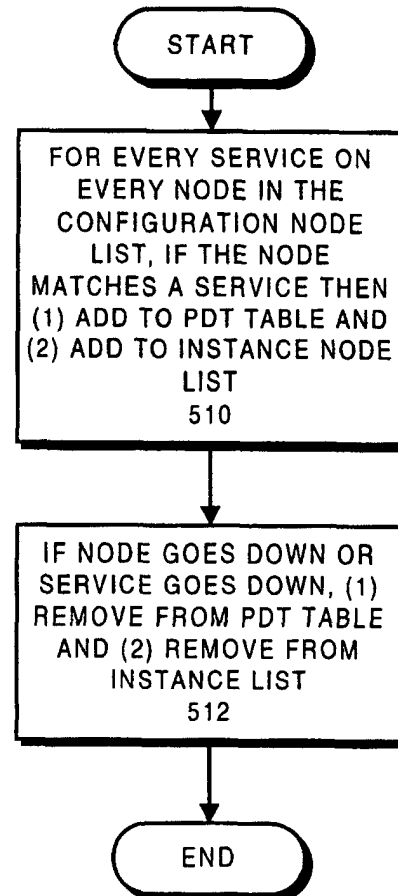 START
FOR EVERY SERVICE ON
EVERY NODE IN THE
CONFIGURATION NODE
LIST, IF THE NODE
MATCHES A SERVICE THEN
(1) ADD TO PDT TABLE AND
(2) ADD TO INSTANCE NODE
LIST
510
IF NODE GOES DOWN OR
SERVICE GOES DOWN, (1)
REMOVE FROM PDT TABLE
AND (2) REMOVE FROM
INSTANCE LIST
512
END